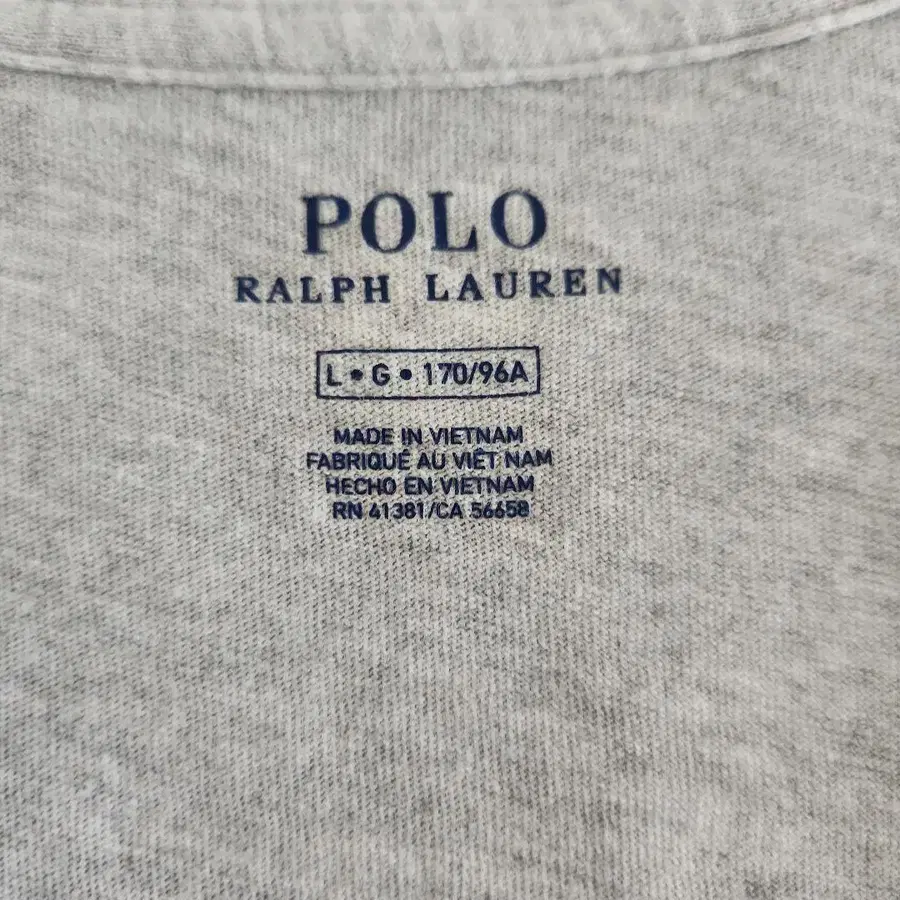 POLO
RALPH LAUREN
L • G • 170/96A
MADE IN VIETNAM
FABRIQUÉ AU VIÊT NAM
HECHO EN VIETNAM
RN 41381/CA 56658